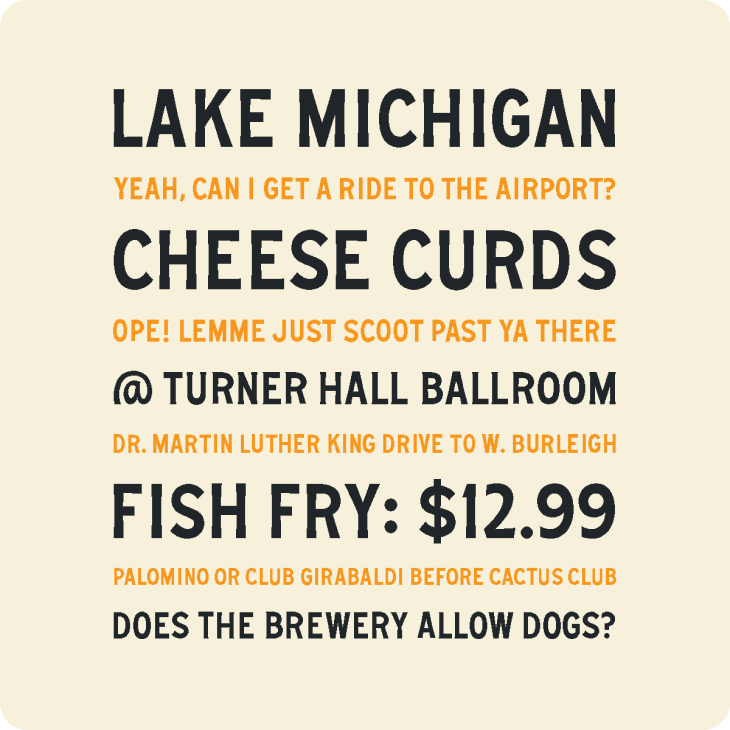 LAKE MICHIGAN
YEAH, CAN I GET A RIDE TO THE AIRPORT?
CHEESE CURDS
OPE! LEMME JUST SCOOT PAST YA THERE
@ TURNER HALL BALLROOM
DR. MARTIN LUTHER KING DRIVE TO W. BURLEIGH
FISH FRY: $12.99
PALOMINO OR CLUB GIRABALDI BEFORE CACTUS CLUB
DOES THE BREWERY ALLOW DOGS?